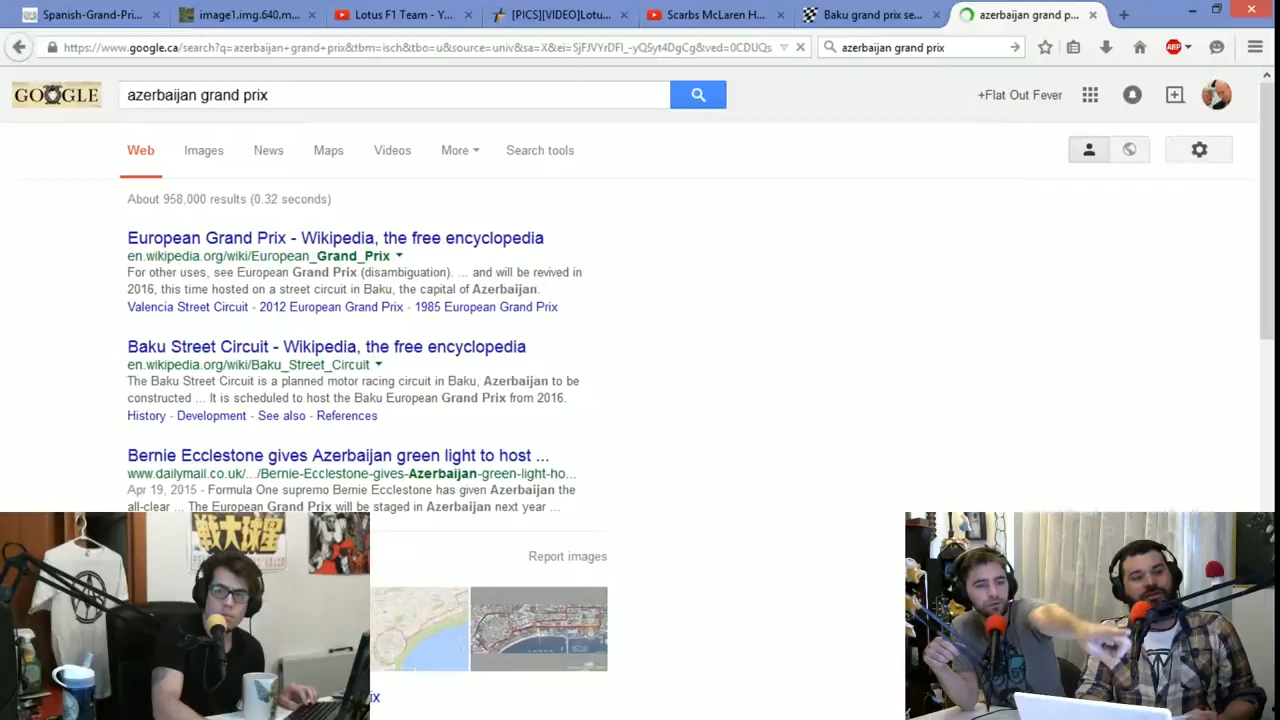 Spanish-Grand-Pri...
image1.img.640.m...
Lotus F1 Team - Y...
[PICS][VIDEO]Lotu...
Scarbs McLaren H...
Baku grand prix se...
azerbaijan grand p...
https://www.google.ca/search?q=azerbaijan+grand+prix&tbm=isch&tbo=u&source=univ&sa=X&ei=SjFJVYrDFI_-yQ5yt4DgCg&ved=0CDUQs
azerbaijan grand prix
ABP
GOOGLE
azerbaijan grand prix
+Flat Out Fever
Web Images News Maps Videos More Search tools
About 958,000 results (0.32 seconds)
European Grand Prix - Wikipedia, the free encyclopedia
en.wikipedia.org/wiki/European_Grand_Prix
For other uses, see European Grand Prix (disambiguation). ... and will be revived in
2016, this time hosted on a street circuit in Baku, the capital of Azerbaijan.
Valencia Street Circuit - 2012 European Grand Prix - 1985 European Grand Prix
Baku Street Circuit - Wikipedia, the free encyclopedia
en.wikipedia.org/wiki/Baku_Street_Circuit
The Baku Street Circuit is a planned motor racing circuit in Baku, Azerbaijan to be
constructed ... It is scheduled to host the Baku European Grand Prix from 2016.
History - Development - See also - References
Bernie Ecclestone gives Azerbaijan green light to host ...
www.dailymail.co.uk/.../Bernie-Ecclestone-gives-Azerbaijan-green-light-ho...
Apr 19, 2015 - Formula One supremo Bernie Ecclestone has given Azerbaijan the
all-clear ... The European Grand Prix will be staged in Azerbaijan next year ...
戦大球星
Report images
ix